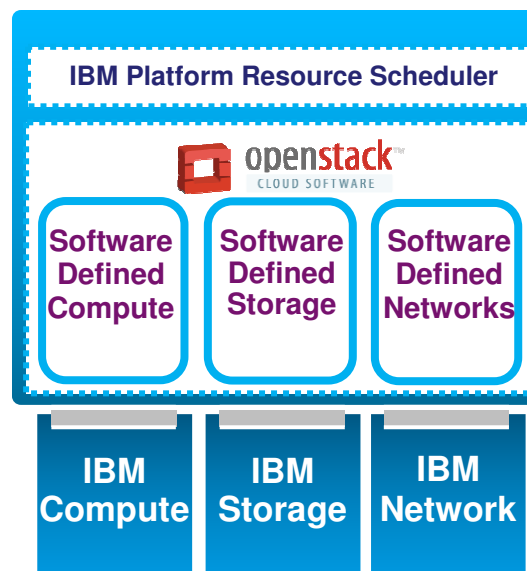 IBM Platform Resource Scheduler
openstack™
CLOUD SOFTWARE
Software
Defined
Compute
Software
Defined
Storage
Software
Defined
Networks
IBM
Compute
IBM
Storage
IBM
Network